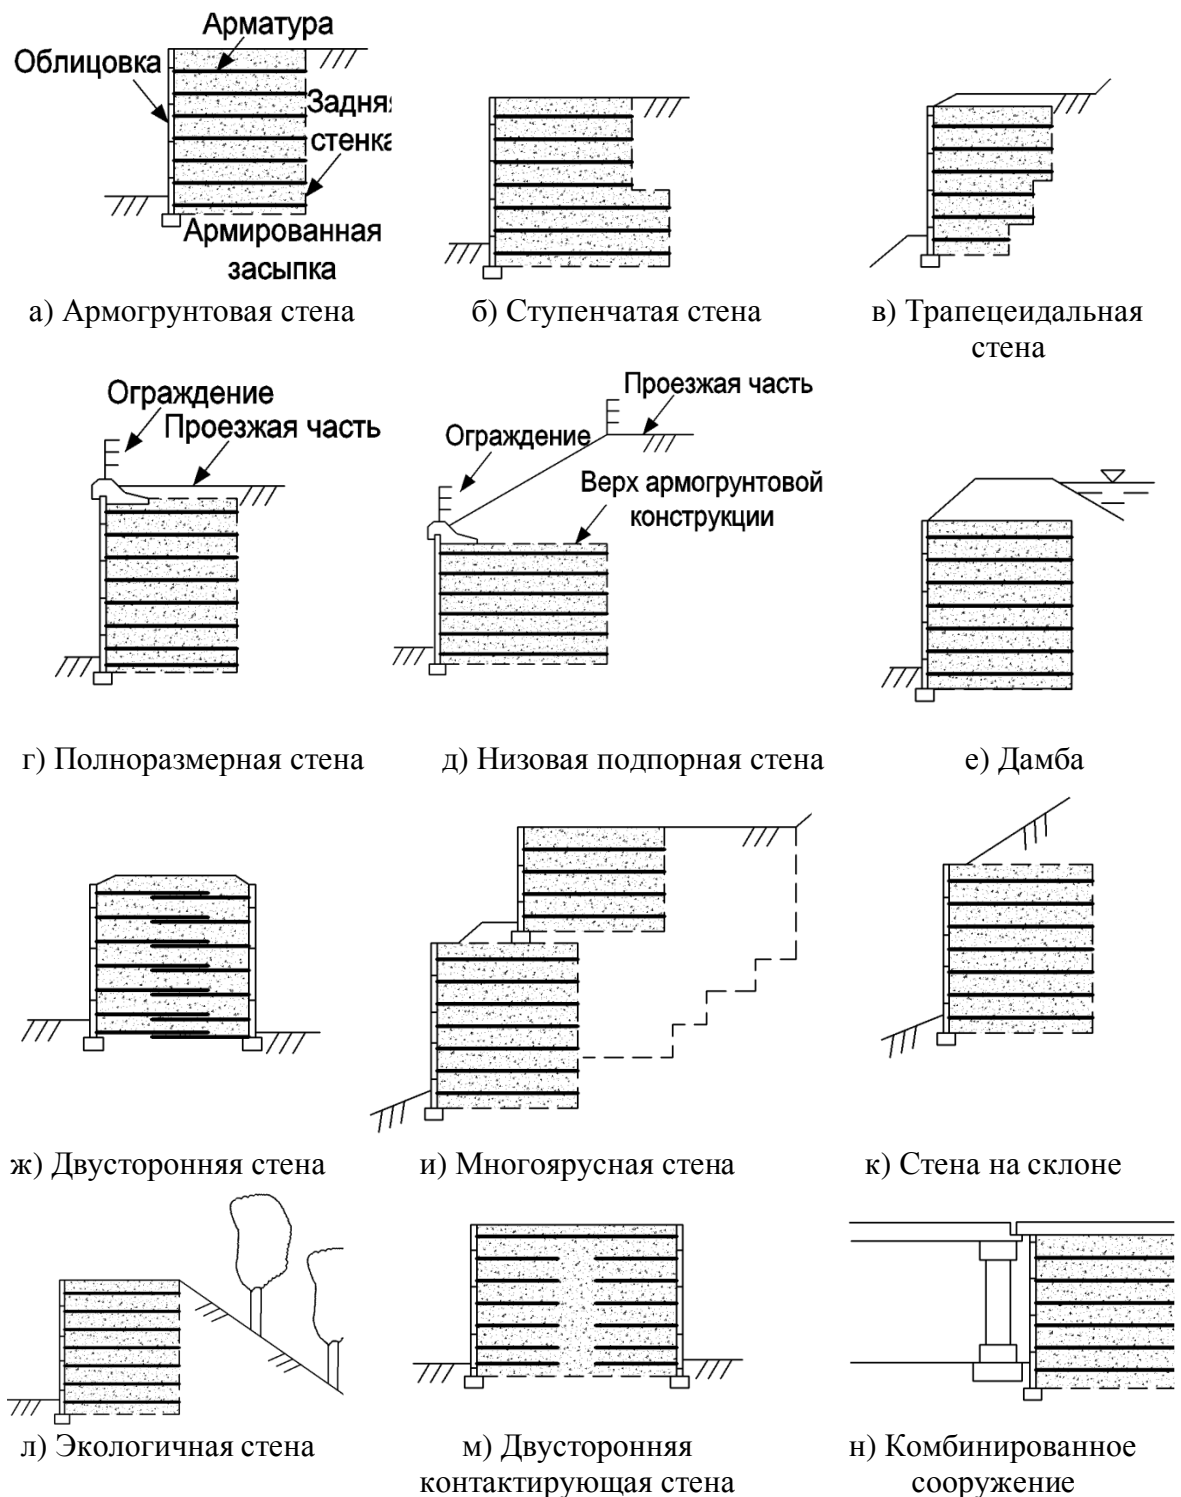 Арматура
Облицовка
Задняя
стенка
Армированная
засыпка
а) Армогрунтовая стена
б) Ступенчатая стена
в) Трапецеидальная
стена
Ограждение
Проезжая часть
Проезжая часть
Ограждение
Верх армогрунтовой
конструкции
г) Полноразмерная стена
д) Низовая подпорная стена
е) Дамба
ж) Двусторонняя стена
и) Многоярусная стена
к) Стена на склоне
л) Экологичная стена
м) Двусторонняя
контактирующая стена
н) Комбинированное
сооружение